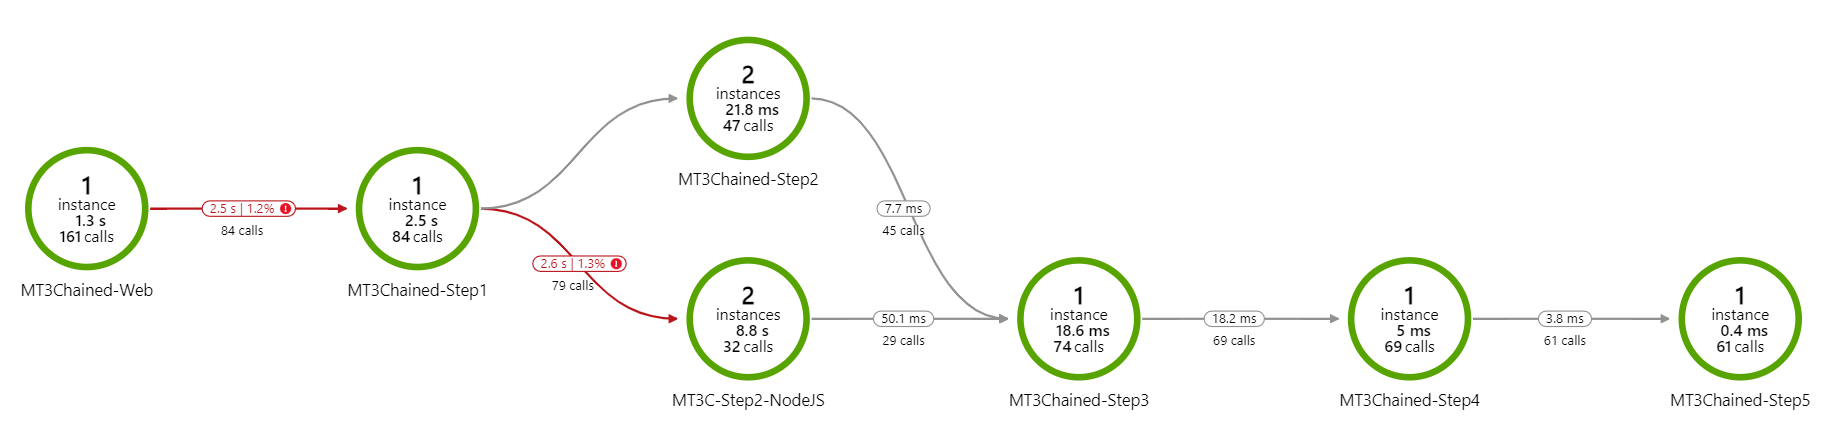 1
instance
1.3 s
161 calls
MT3Chained-Web
2.5 s | 1.2%
84 calls
1
instance
2.5 s
84 calls
MT3Chained-Step1
2
instances
21.8 ms
47 calls
MT3Chained-Step2
2.6 s | 1.3%
79 calls
2
instances
8.8 s
32 calls
MT3C-Step2-NodeJS
7.7 ms
45 calls
50.1 ms
29 calls
1
instance
18.6 ms
74 calls
MT3Chained-Step3
18.2 ms
69 calls
1
instance
5 ms
69 calls
MT3Chained-Step4
3.8 ms
61 calls
1
instance
0.4 ms
61 calls
MT3Chained-Step5